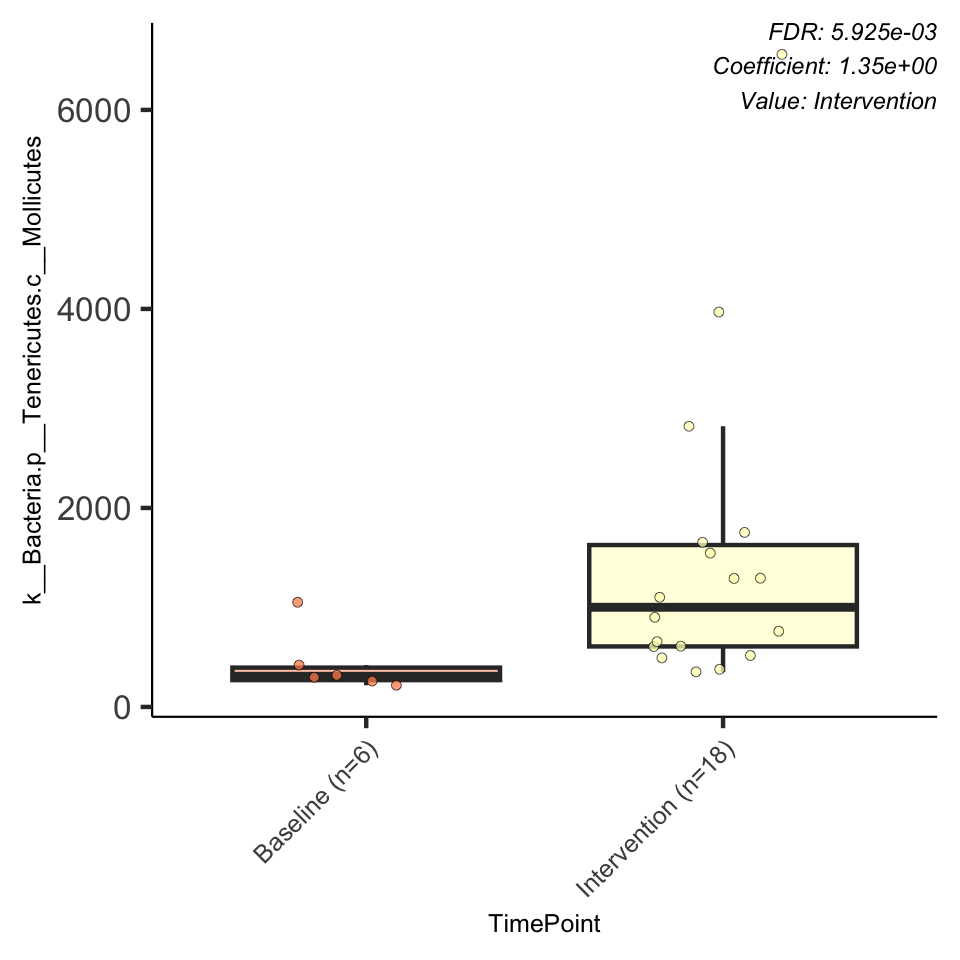 FDR: 5.925e-03
Coefficient: 1.35e+00
Value: Intervention
k__Bacteria.p__Tenericutes.c__Mollicutes
6000
4000
2000
0
Baseline (n=6)
Intervention (n=18)
TimePoint